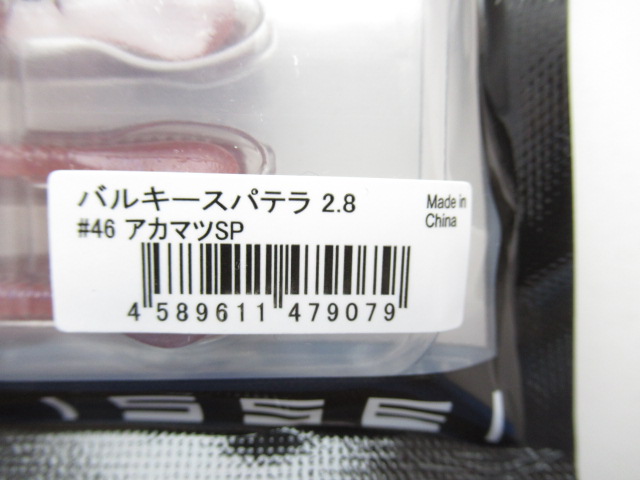 バルキースパテラ 2.8
Made in
China
#46 アカマツSP
4 589611 479079